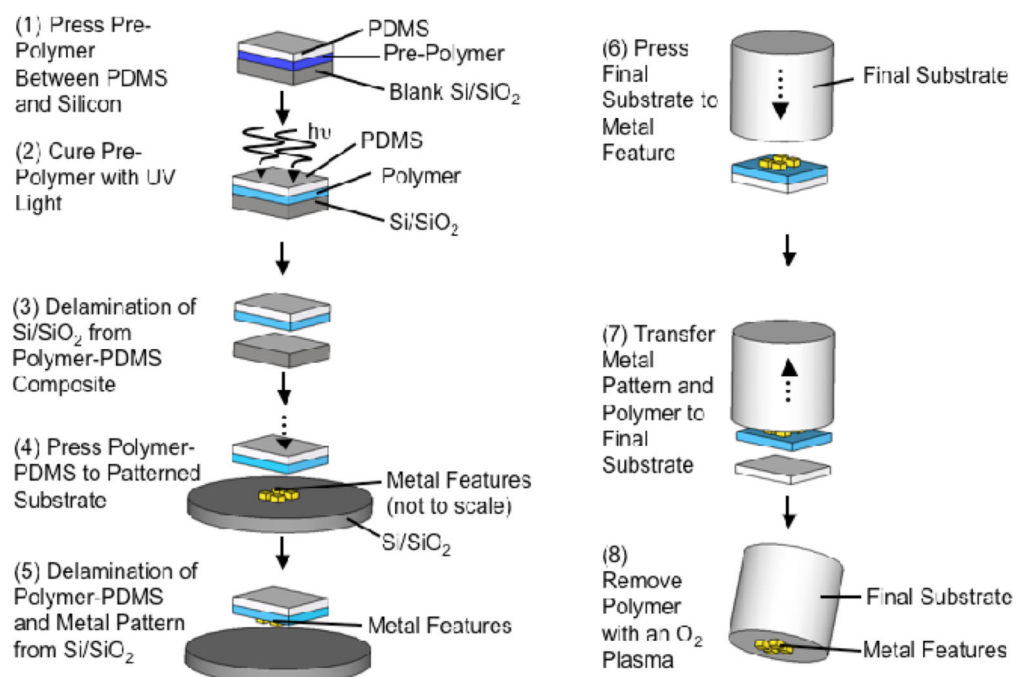 (1) Press Pre-
Polymer
Between PDMS
and Silicon
PDMS
Pre-Polymer
Blank Si/SiO₂
(2) Cure Pre-
Polymer with UV
Light
hυ
PDMS
Polymer
Si/SiO₂
(3) Delamination of
Si/SiO₂ from
Polymer-PDMS
Composite
(4) Press Polymer-
PDMS to Patterned
Substrate
Metal Features
(not to scale)
Si/SiO₂
(5) Delamination of
Polymer-PDMS
and Metal Pattern
from Si/SiO₂
Metal Features
(6) Press
Final
Substrate to
Metal
Feature
Final Substrate
(7) Transfer
Metal
Pattern and
Polymer to
Final
Substrate
(8)
Remove
Polymer
with an O₂
Plasma
Final Substrate
Metal Features